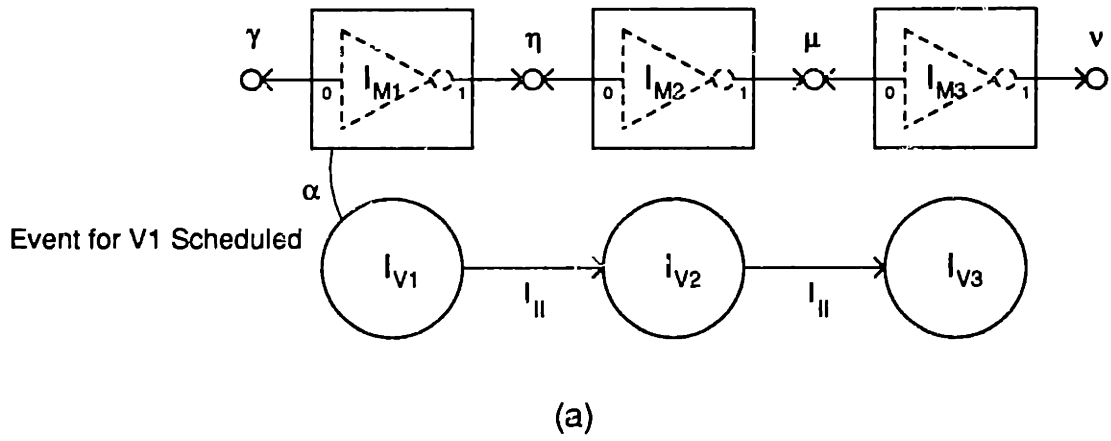 γ η μ ν
0 I_M1 1 0 I_M2 1 0 I_M3 1
α
Event for V1 Scheduled
I_V1 i_V2 I_V3
I_II I_II
(a)